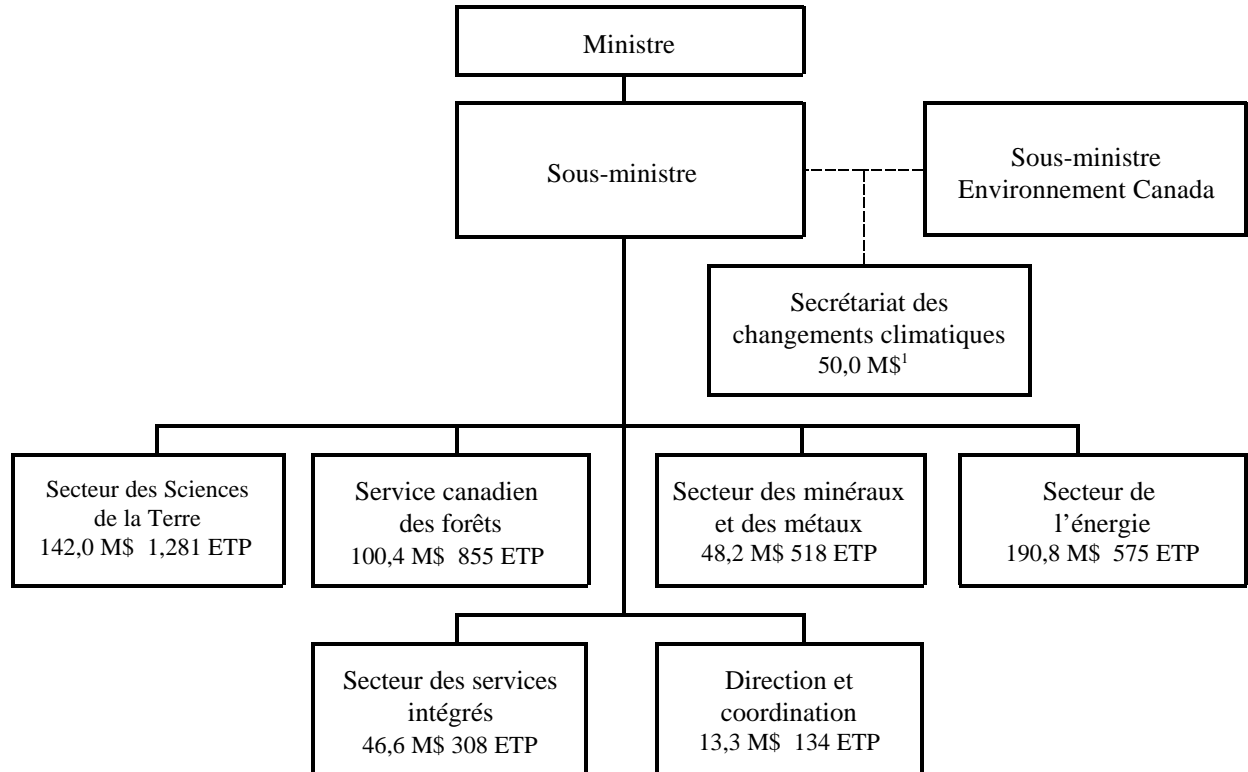 Ministre
Sous-ministre
Sous-ministre
Environnement Canada
Secrétariat des
changements climatiques
50,0 M$¹
Secteur des Sciences
de la Terre
142,0 M$ 1,281 ETP
Service canadien
des forêts
100,4 M$ 855 ETP
Secteur des minéraux
et des métaux
48,2 M$ 518 ETP
Secteur de
l’énergie
190,8 M$ 575 ETP
Secteur des services
intégrés
46,6 M$ 308 ETP
Direction et
coordination
13,3 M$ 134 ETP